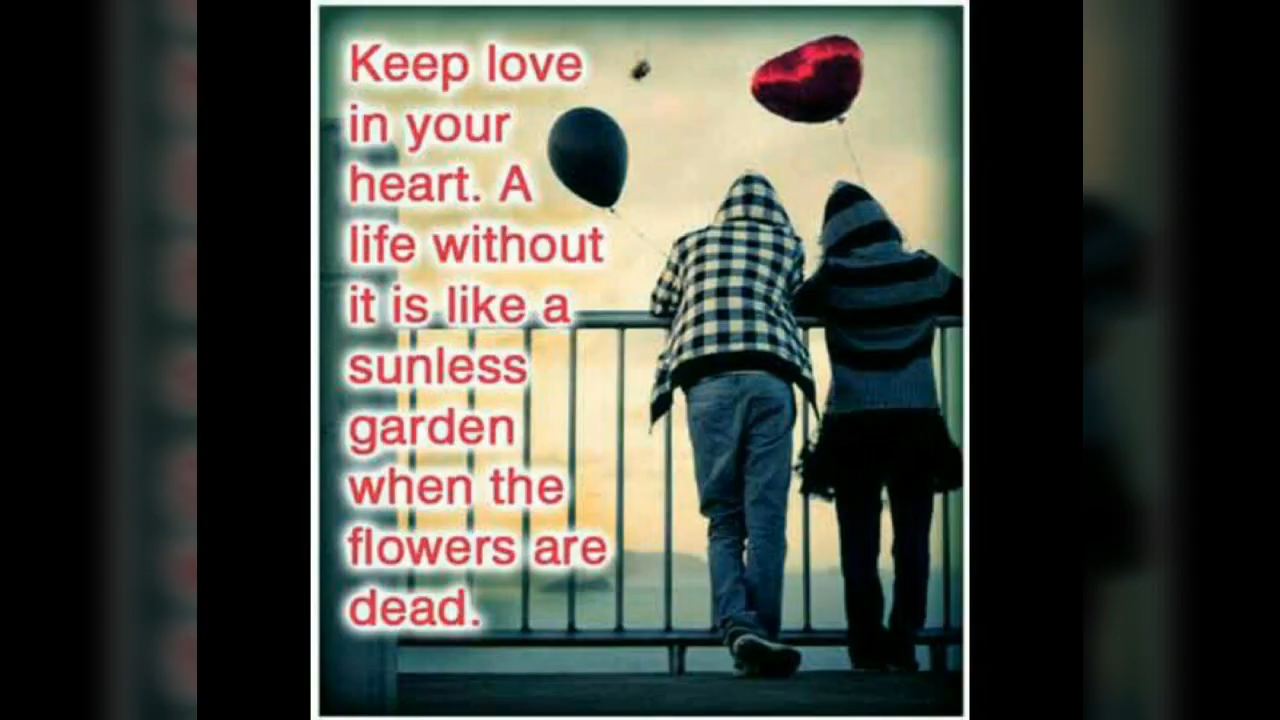 Keep love
in your
heart. A
life without
it is like a
sunless
garden
when the
flowers are
dead.